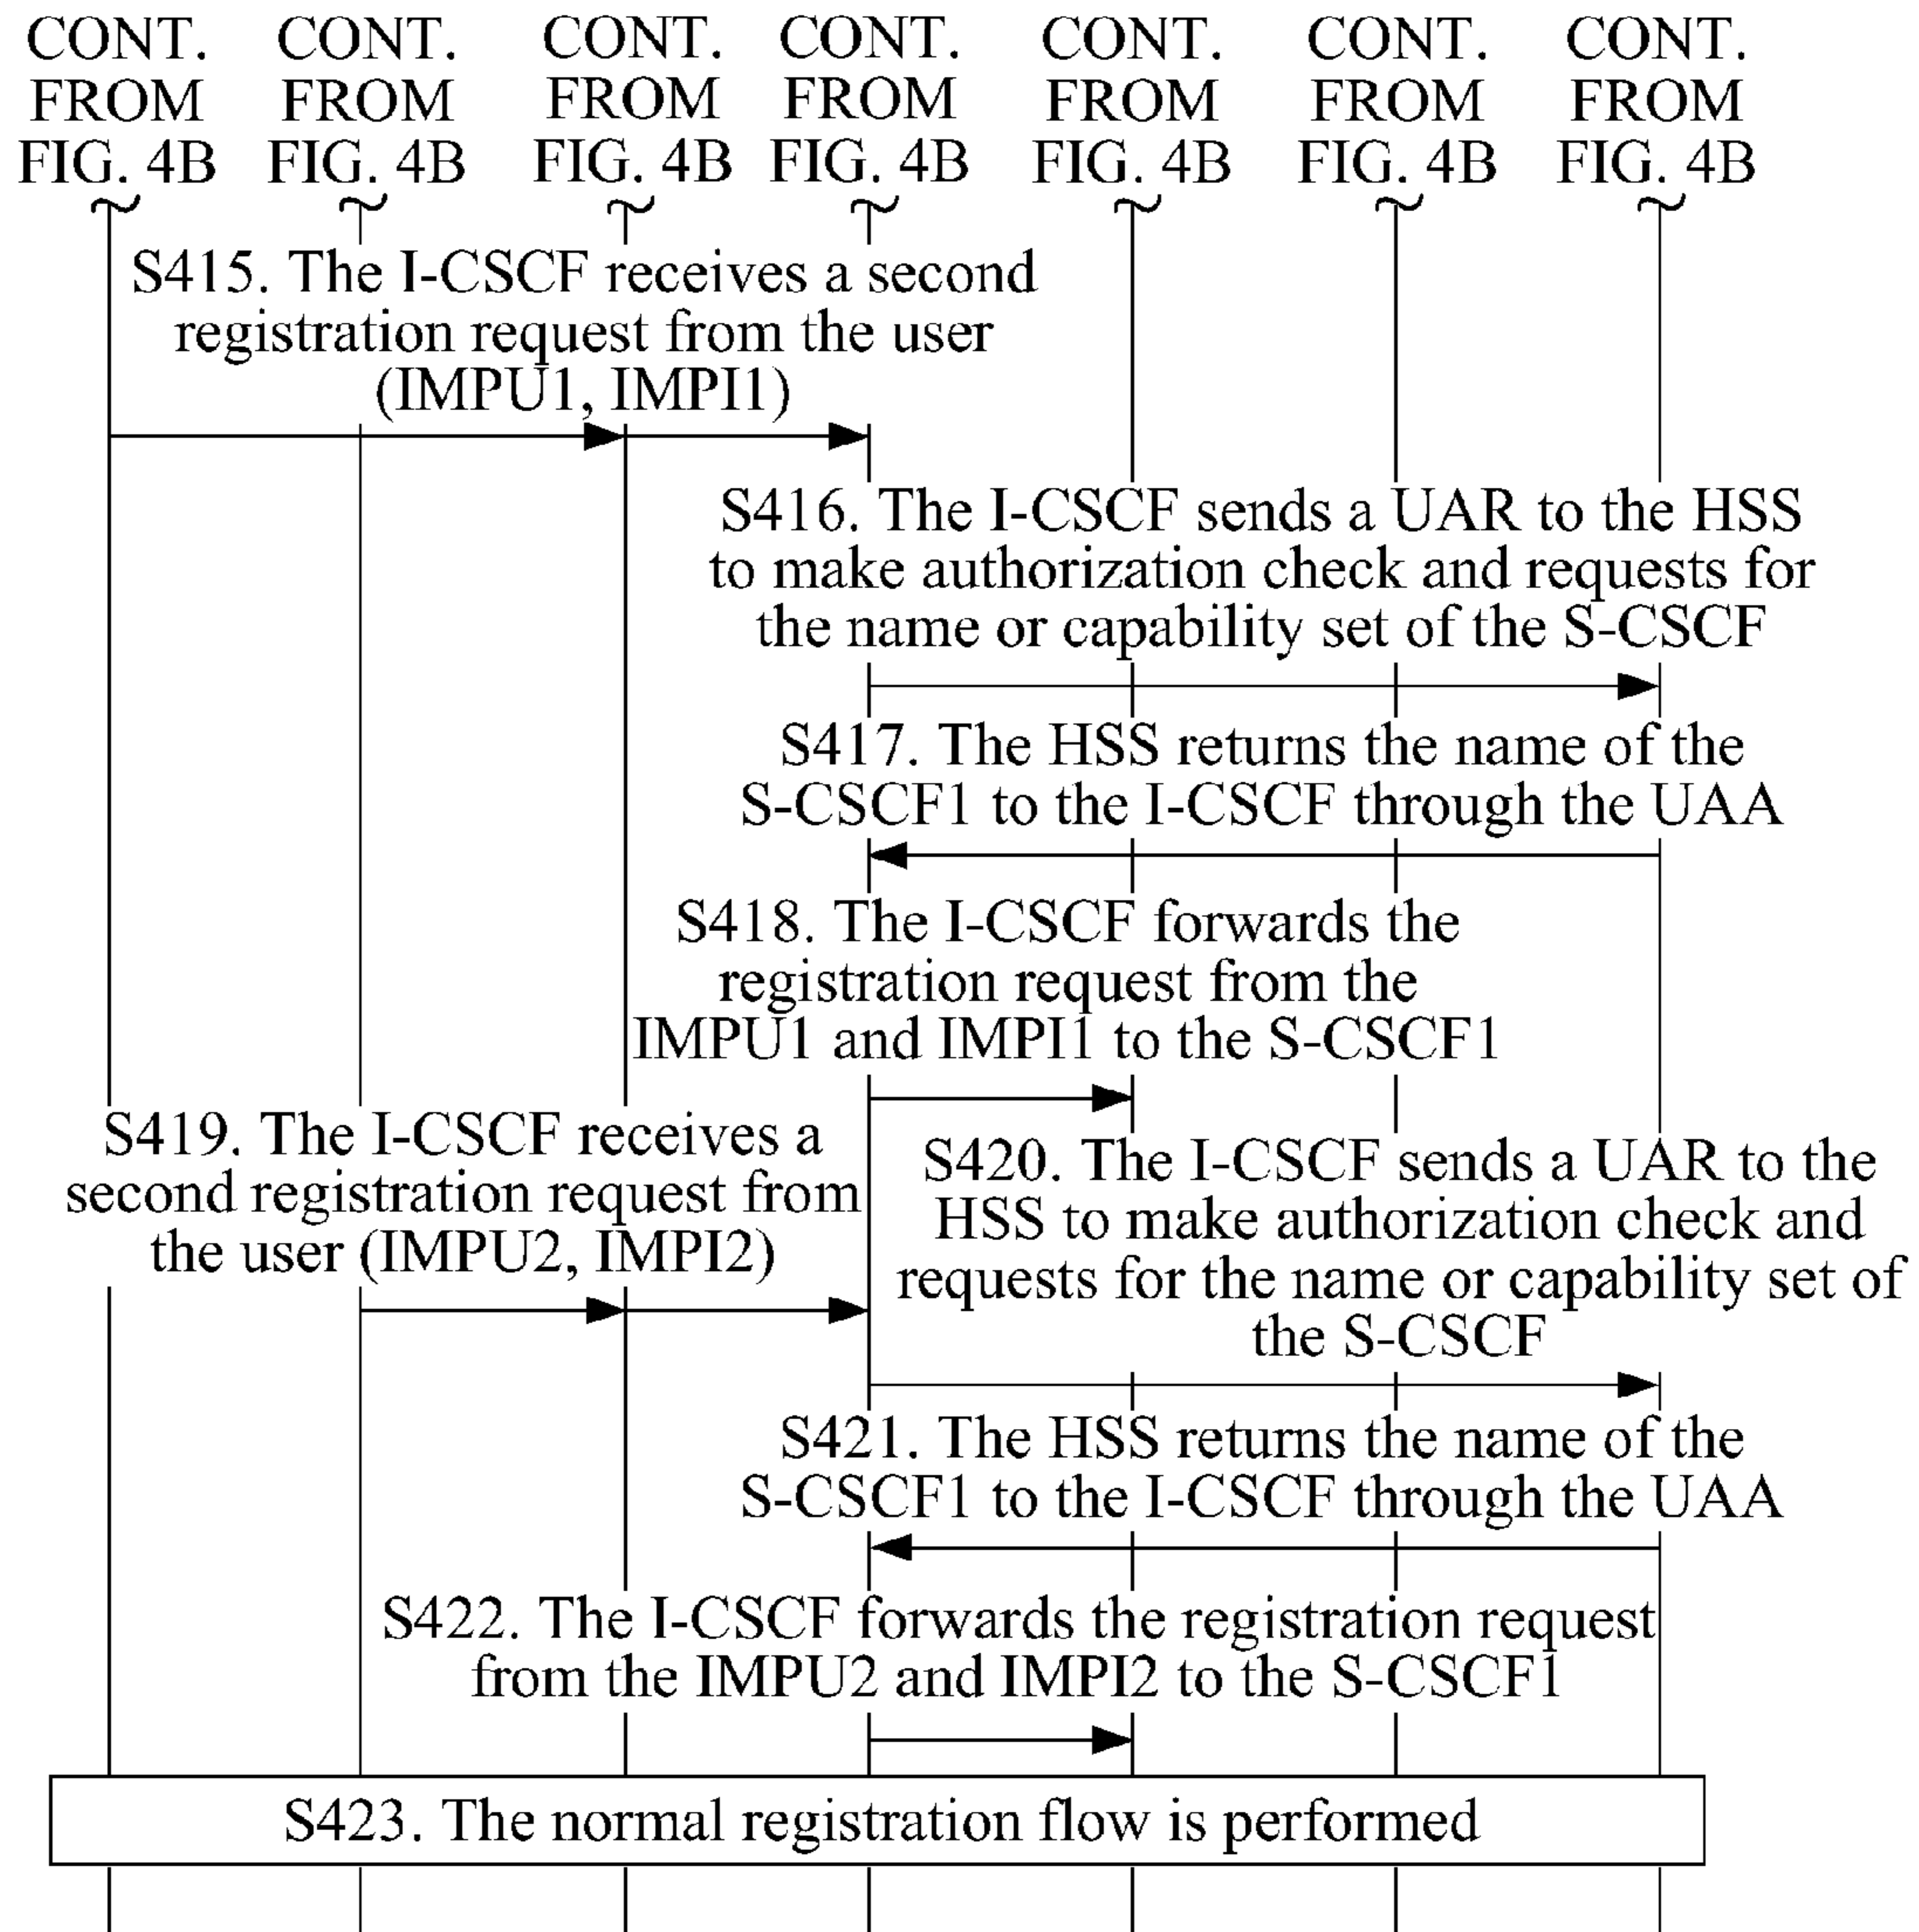 CONT. CONT. CONT. CONT. CONT. CONT. CONT.
FROM FROM FROM FROM FROM FROM FROM
FIG. 4B FIG. 4B FIG. 4B FIG. 4B FIG. 4B FIG. 4B FIG. 4B
S415. The I-CSCF receives a second
registration request from the user
(IMPU1, IMPI1)
S416. The I-CSCF sends a UAR to the HSS
to make authorization check and requests for
the name or capability set of the S-CSCF
S417. The HSS returns the name of the
S-CSCF1 to the I-CSCF through the UAA
S418. The I-CSCF forwards the
registration request from the
IMPU1 and IMPI1 to the S-CSCF1
S419. The I-CSCF receives a
second registration request from
the user (IMPU2, IMPI2)
S420. The I-CSCF sends a UAR to the
HSS to make authorization check and
requests for the name or capability set of
the S-CSCF
S421. The HSS returns the name of the
S-CSCF1 to the I-CSCF through the UAA
S422. The I-CSCF forwards the registration request
from the IMPU2 and IMPI2 to the S-CSCF1
S423. The normal registration flow is performed